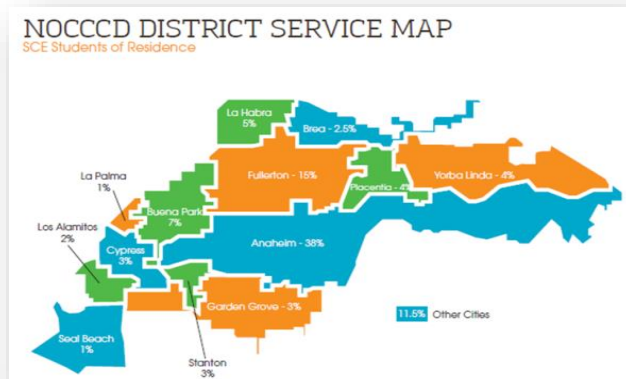 NOCCCD DISTRICT SERVICE MAP
SCE Students of Residence
La Habra
5%
Brea - 2.5%
La Palma
1%
Fullerton - 15%
Placentia - 4%
Yorba Linda - 4%
Buena Park
7%
Los Alamitos
2%
Cypress
3%
Anaheim - 38%
Garden Grove - 3%
11.5% Other Cities
Seal Beach
1%
Stanton
3%